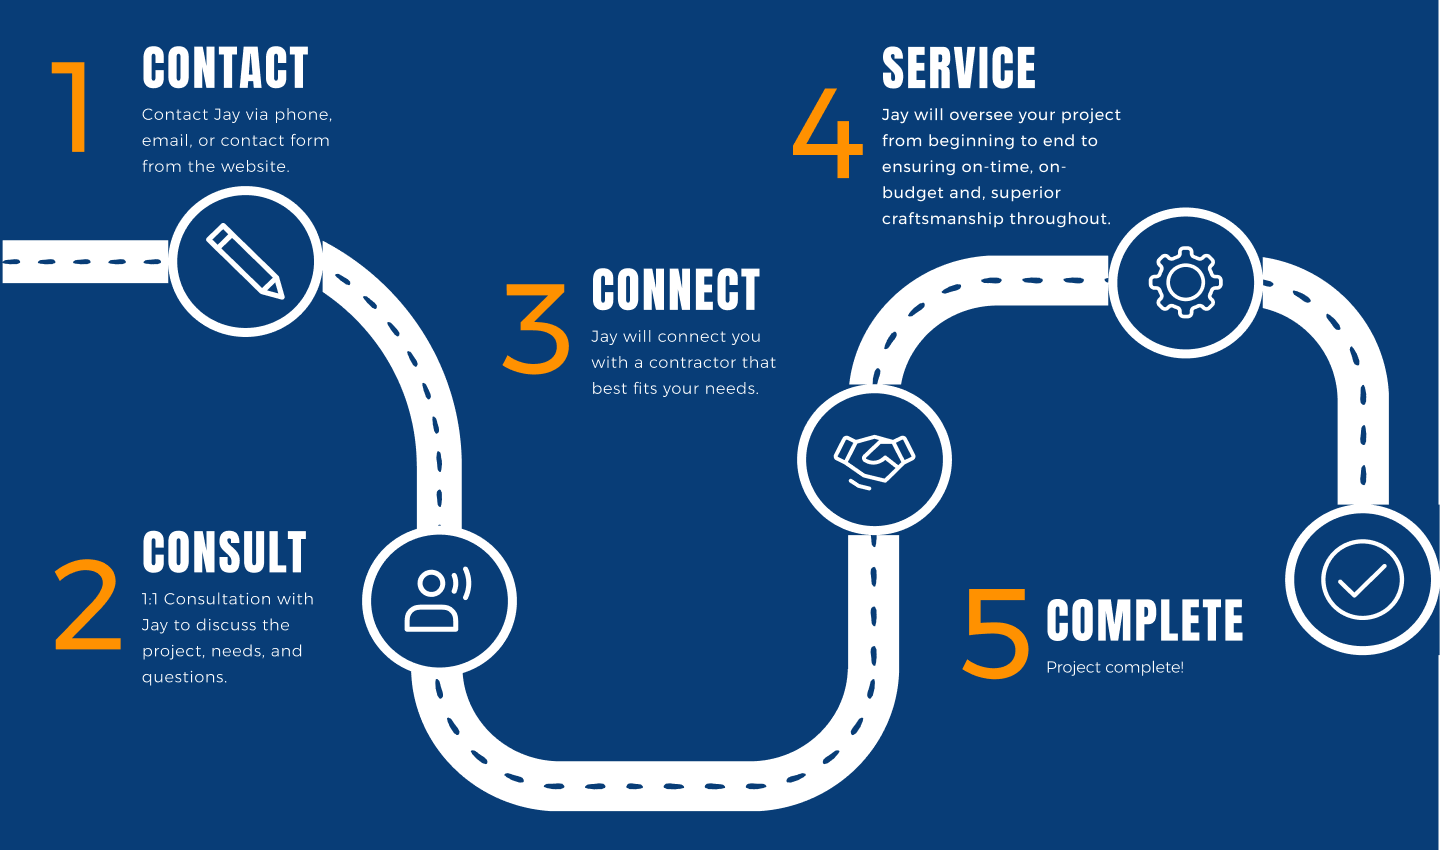 1
CONTACT
Contact Jay via phone,
email, or contact form
from the website.
2
CONSULT
1:1 Consultation with
Jay to discuss the
project, needs, and
questions.
3
CONNECT
Jay will connect you
with a contractor that
best fits your needs.
4
SERVICE
Jay will oversee your project
from beginning to end to
ensuring on-time, on-
budget and, superior
craftsmanship throughout.
5
COMPLETE
Project complete!